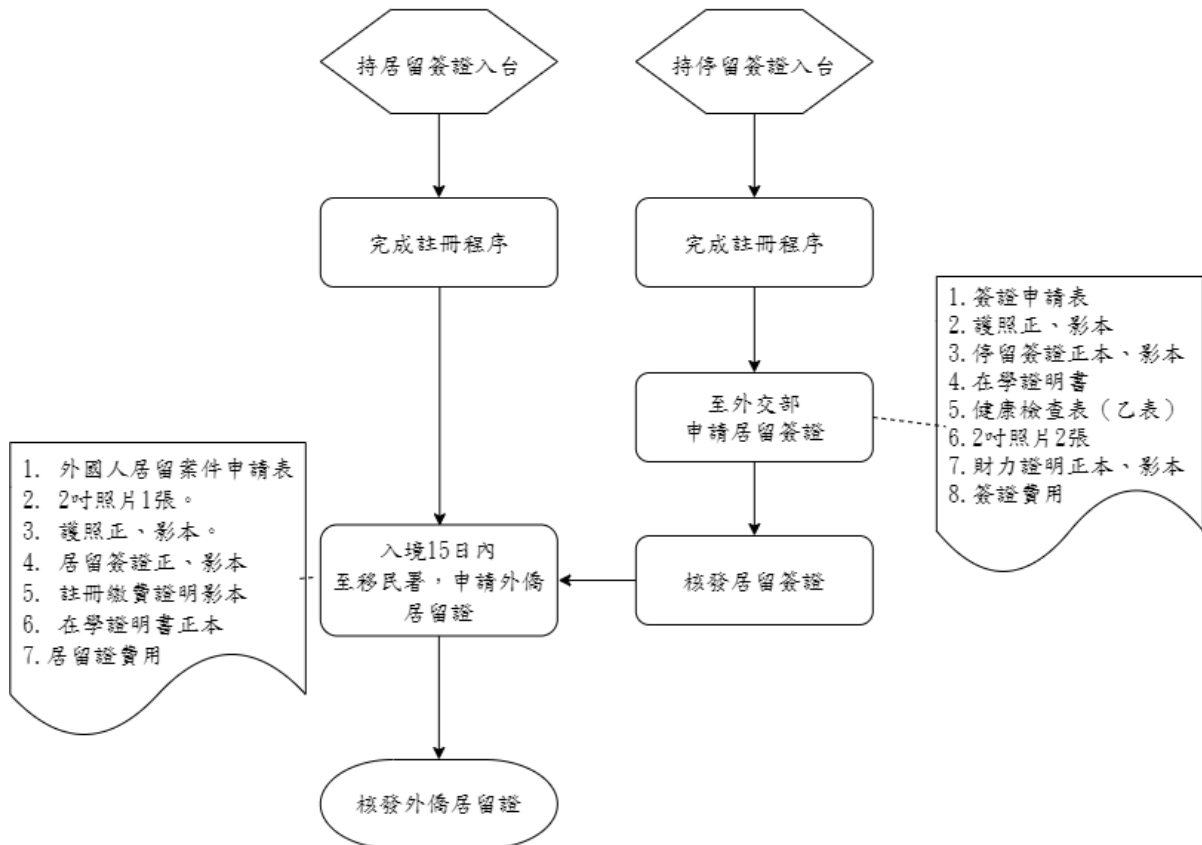 持居留簽證入台
持停留簽證入台
完成註冊程序
完成註冊程序
至外交部
申請居留簽證
1.簽證申請表
2.護照正、影本
3.停留簽證正本、影本
4.在學證明書
5.健康檢查表（乙表）
6.2吋照片2張
7.財力證明正本、影本
8.簽證費用
1. 外國人居留案件申請表
2. 2吋照片1張。
3. 護照正、影本。
4. 居留簽證正、影本
5. 註冊繳費證明影本
6. 在學證明書正本
7.居留證費用
入境15日內
至移民署，申請外僑
居留證
核發居留簽證
核發外僑居留證